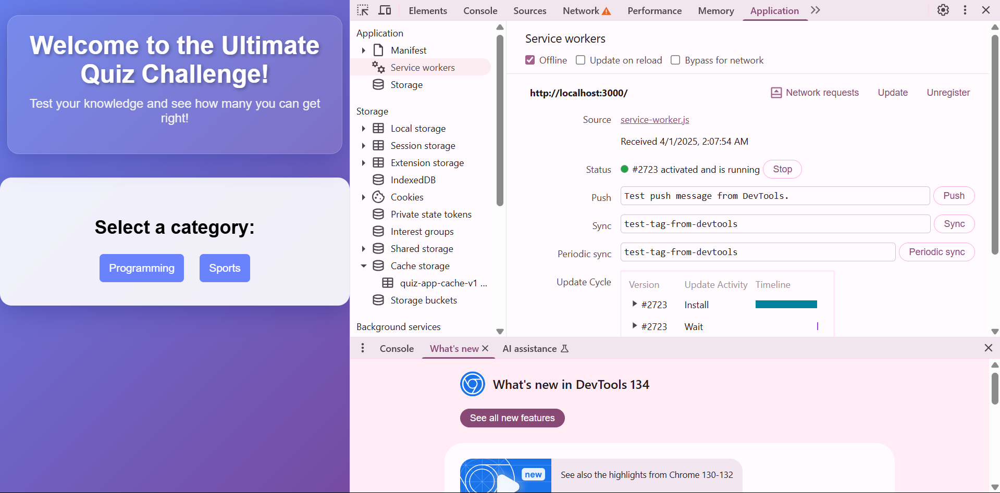 Welcome to the Ultimate
Quiz Challenge!
Test your knowledge and see how many you can get
right!
Select a category:
Programming
Sports
Elements
Console
Sources
Network
Performance
Memory
Application
Application
Manifest
Service workers
Storage
Storage
Local storage
Session storage
Extension storage
IndexedDB
Cookies
Private state tokens
Interest groups
Shared storage
Cache storage
quiz-app-cache-v1 ...
Storage buckets
Background services
Service workers
Offline
Update on reload
Bypass for network
http://localhost:3000/
Network requests
Update
Unregister
Source
service-worker.js
Received 4/1/2025, 2:07:54 AM
Status
#2723 activated and is running
Stop
Push
Test push message from DevTools.
Push
Sync
test-tag-from-devtools
Sync
Periodic sync
test-tag-from-devtools
Periodic sync
Update Cycle
Version
Update Activity
Timeline
#2723
Install
#2723
Wait
Console
What's new
AI assistance
What's new in DevTools 134
See all new features
new
See also the highlights from Chrome 130-132